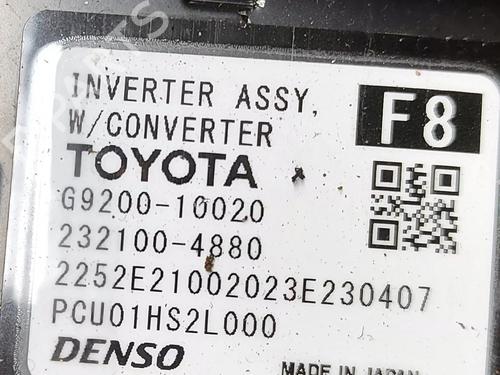 INVERTER ASSY,
W/CONVERTER
F8
TOYOTA
G9200-10020
232100-4880
2252E21002023E230407
PCU01HS2L000
DENSO
MADE IN JAPAN